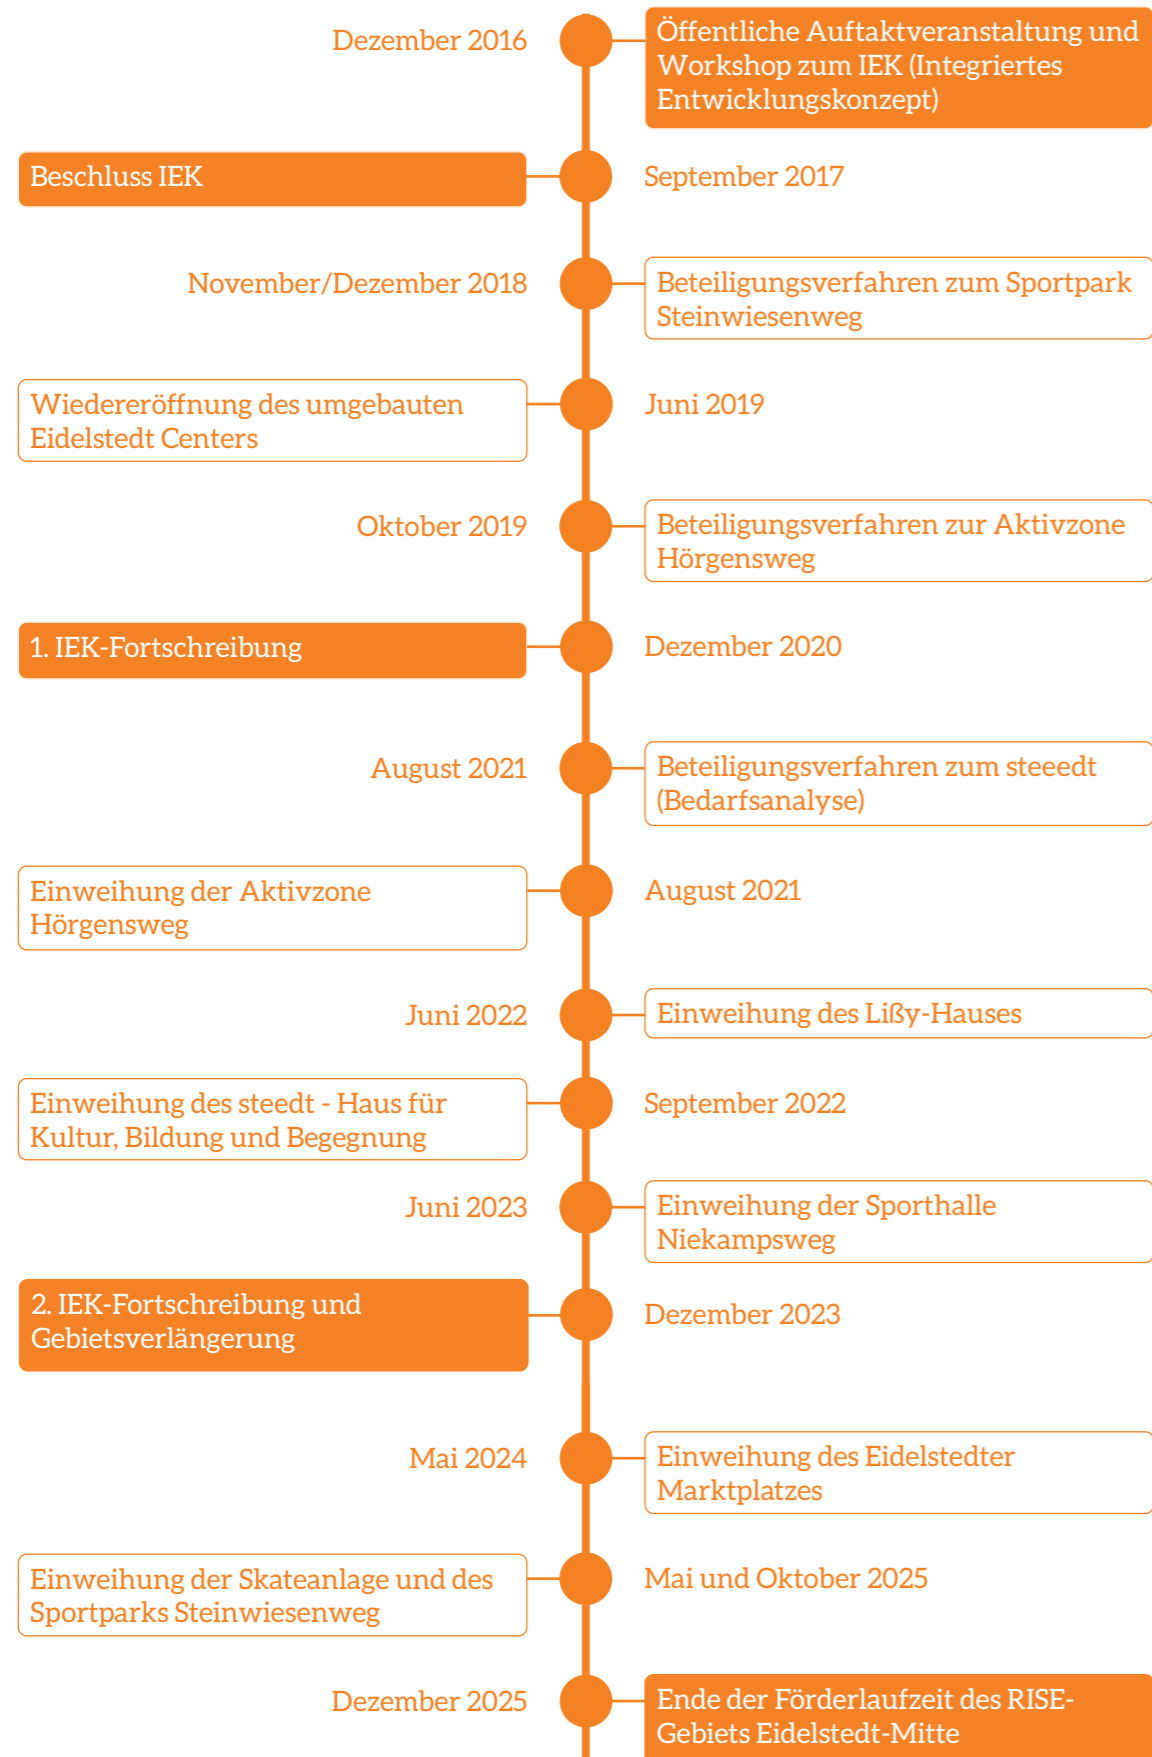 Dezember 2016
Öffentliche Auftaktveranstaltung und
Workshop zum IEK (Integriertes
Entwicklungskonzept)
Beschluss IEK
September 2017
November/Dezember 2018
Beteiligungsverfahren zum Sportpark
Steinwiesenweg
Wiedereröffnung des umgebauten
Eidelstedt Centers
Juni 2019
Oktober 2019
Beteiligungsverfahren zur Aktivzone
Hörgensweg
1. IEK-Fortschreibung
Dezember 2020
August 2021
Beteiligungsverfahren zum steeedt
(Bedarfsanalyse)
Einweihung der Aktivzone
Hörgensweg
August 2021
Juni 2022
Einweihung des Lißy-Hauses
Einweihung des steedt - Haus für
Kultur, Bildung und Begegnung
September 2022
Juni 2023
Einweihung der Sporthalle
Niekampsweg
2. IEK-Fortschreibung und
Gebietsverlängerung
Dezember 2023
Mai 2024
Einweihung des Eidelstedter
Marktplatzes
Einweihung der Skateanlage und des
Sportparks Steinwiesenweg
Mai und Oktober 2025
Dezember 2025
Ende der Förderlaufzeit des RISE-
Gebiets Eidelstedt-Mitte